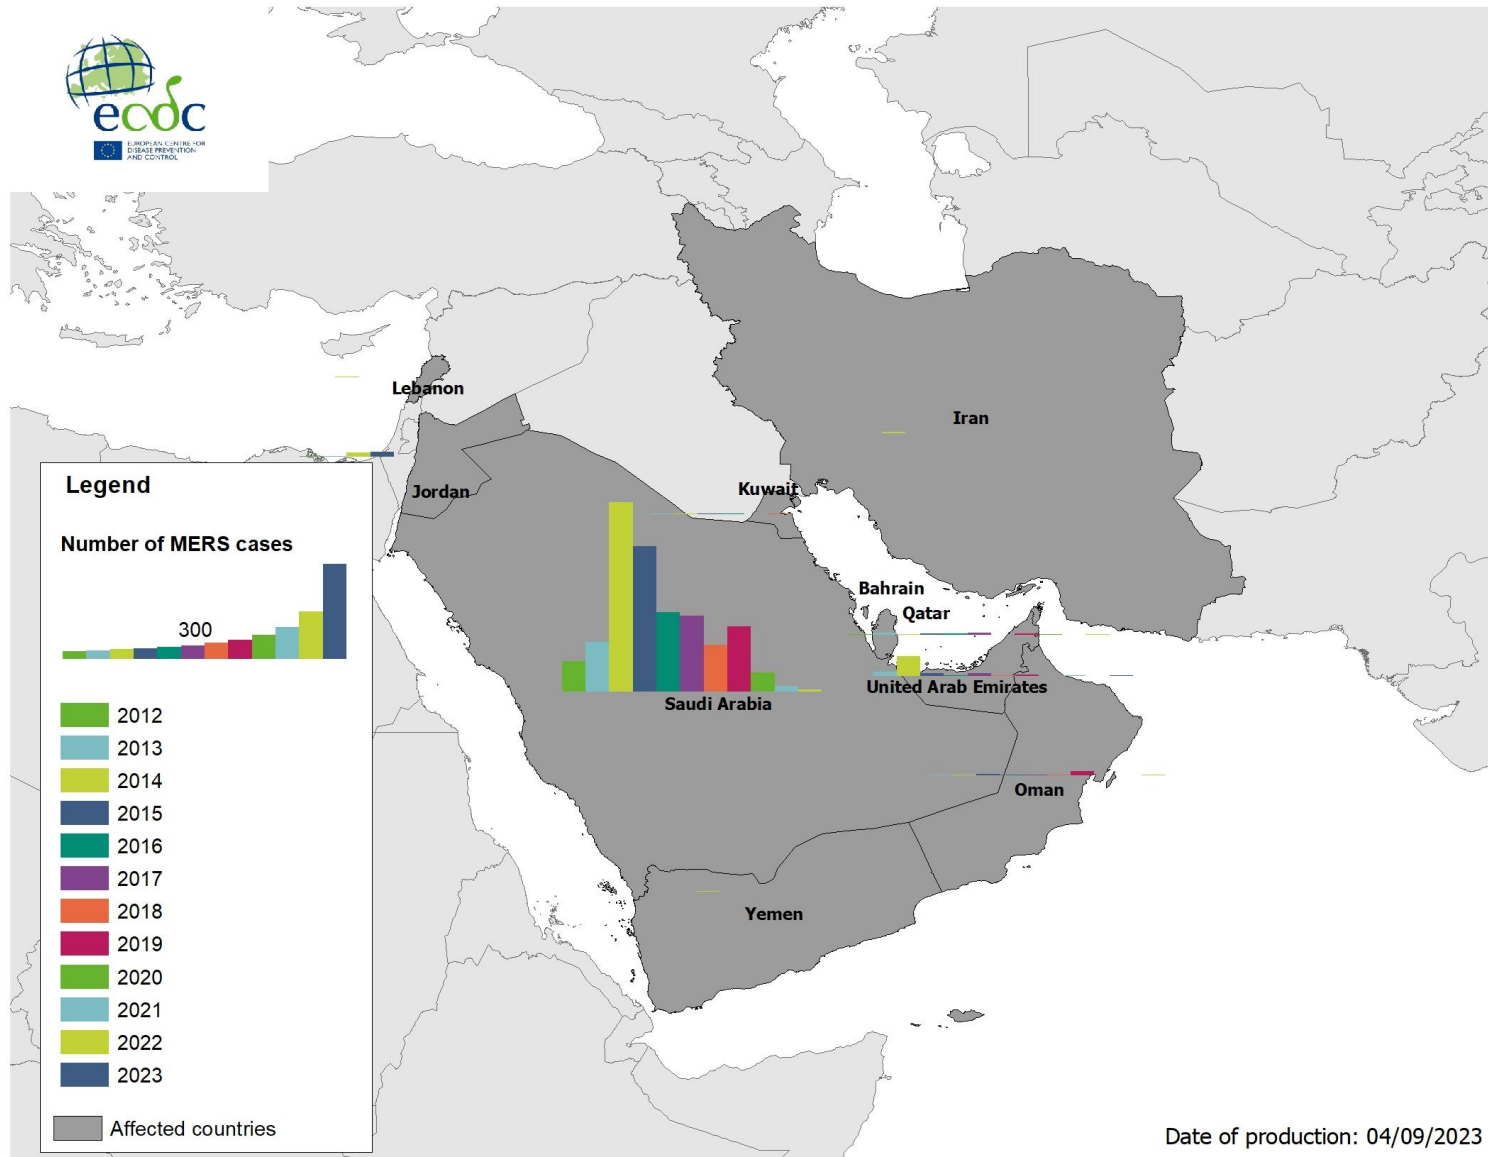 ecdc
EUROPEAN CENTRE FOR
DISEASE PREVENTION
AND CONTROL
Lebanon
Iran
Jordan
Kuwait
Bahrain
Qatar
United Arab Emirates
Saudi Arabia
Oman
Yemen
Legend
Number of MERS cases
300
2012
2013
2014
2015
2016
2017
2018
2019
2020
2021
2022
2023
Affected countries
Date of production: 04/09/2023